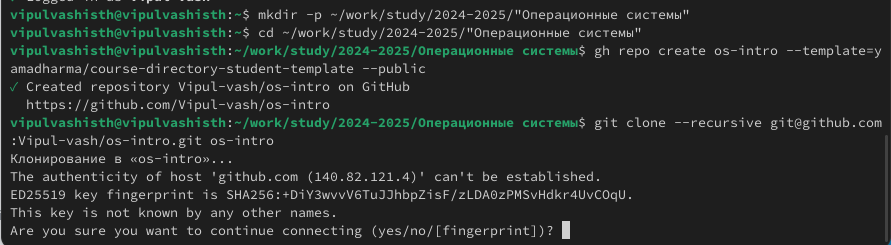 vipulvashisth@vipulvashisth:~$ mkdir -p ~/work/study/2024-2025/"Операционные системы"
vipulvashisth@vipulvashisth:~$ cd ~/work/study/2024-2025/"Операционные системы"
vipulvashisth@vipulvashisth:~/work/study/2024-2025/Операционные системы$ gh repo create os-intro --template=y
amadharma/course-directory-student-template --public
✓ Created repository Vipul-vash/os-intro on GitHub
  https://github.com/Vipul-vash/os-intro
vipulvashisth@vipulvashisth:~/work/study/2024-2025/Операционные системы$ git clone --recursive git@github.com
:Vipul-vash/os-intro.git os-intro
Клонирование в «os-intro»...
The authenticity of host 'github.com (140.82.121.4)' can't be established.
ED25519 key fingerprint is SHA256:+DiY3wvvV6TuJJhbpZisF/zLDA0zPMSvHdkr4UvCOqU.
This key is not known by any other names.
Are you sure you want to continue connecting (yes/no/[fingerprint])?